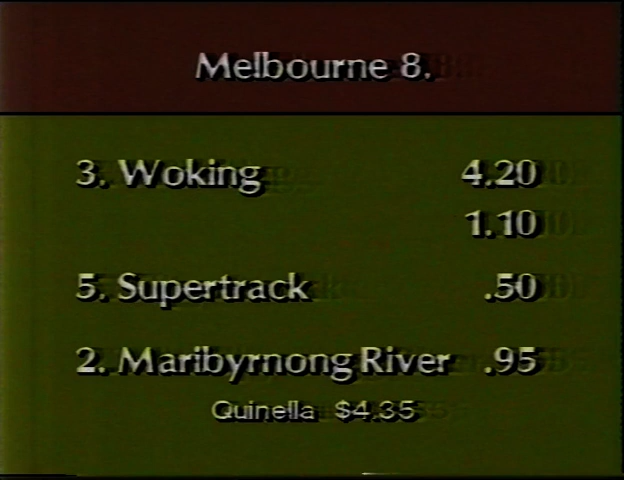 Melbourne 8.
3. Woking 4.20
1.10
5. Supertrack .50
2. Maribyrnong River .95
Quinella $4.35